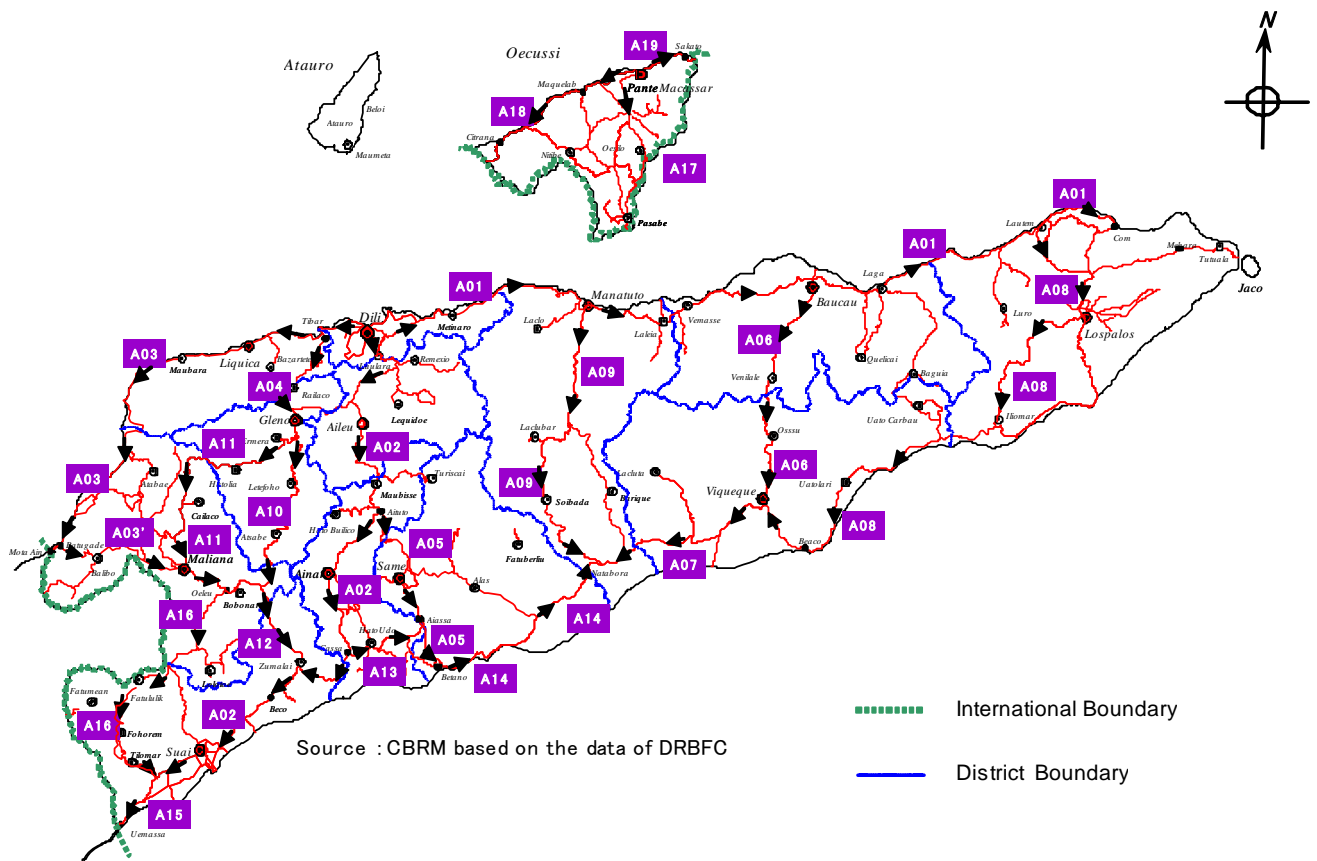 N
A19
Sakato
Oecussi
Atauro
Maquelab
Pante Macassar
Beloi
A18
Atauro
Citrana
Maumeta
Nitibe
Oesilo
A17
Pasabe
A01
Lautem
Com
A01
Mehara
Tutuala
Laga
A01
Manatuto
Baucau
A08
Jaco
Dili
Metinaro
Laclo
Vemasse
Luro
Tibar
Laleia
Lospalos
A03
Liquica
Bazartete
Remexio
A06
Quelicai
Maubara
Laulara
A09
Venilale
Baguia
A04
Railaco
A08
Lequidoe
Uato Carbau
Iliomar
Gleno
Aileu
A11
Ermera
A02
Laclubar
Osssu
Hatolia
Turiscai
Lacluta
A06
A03
Atabae
Letefoho
Maubisse
A09
Uatolari
Cailaco
Soibada
Barique
Viqueque
A10
Hato Builico
Aituto
A03'
Atsabe
A05
A08
Mota Ain
Batugade
A11
Fatuberliu
Beaco
Balibo
Maliana
Ainaro
Same
A07
Natabora
Oeleu
Bobonaro
A02
Alas
A16
A14
Aiassa
A12
Hato Udo
A05
Cassa
Zumalai
A13
A14
Betano
Fatumean
Fatululik
Beco
International Boundary
A16
A02
Fohorem
Suai
Source : CBRM based on the data of DRBFC
Tilomar
District Boundary
A15
Uemassa